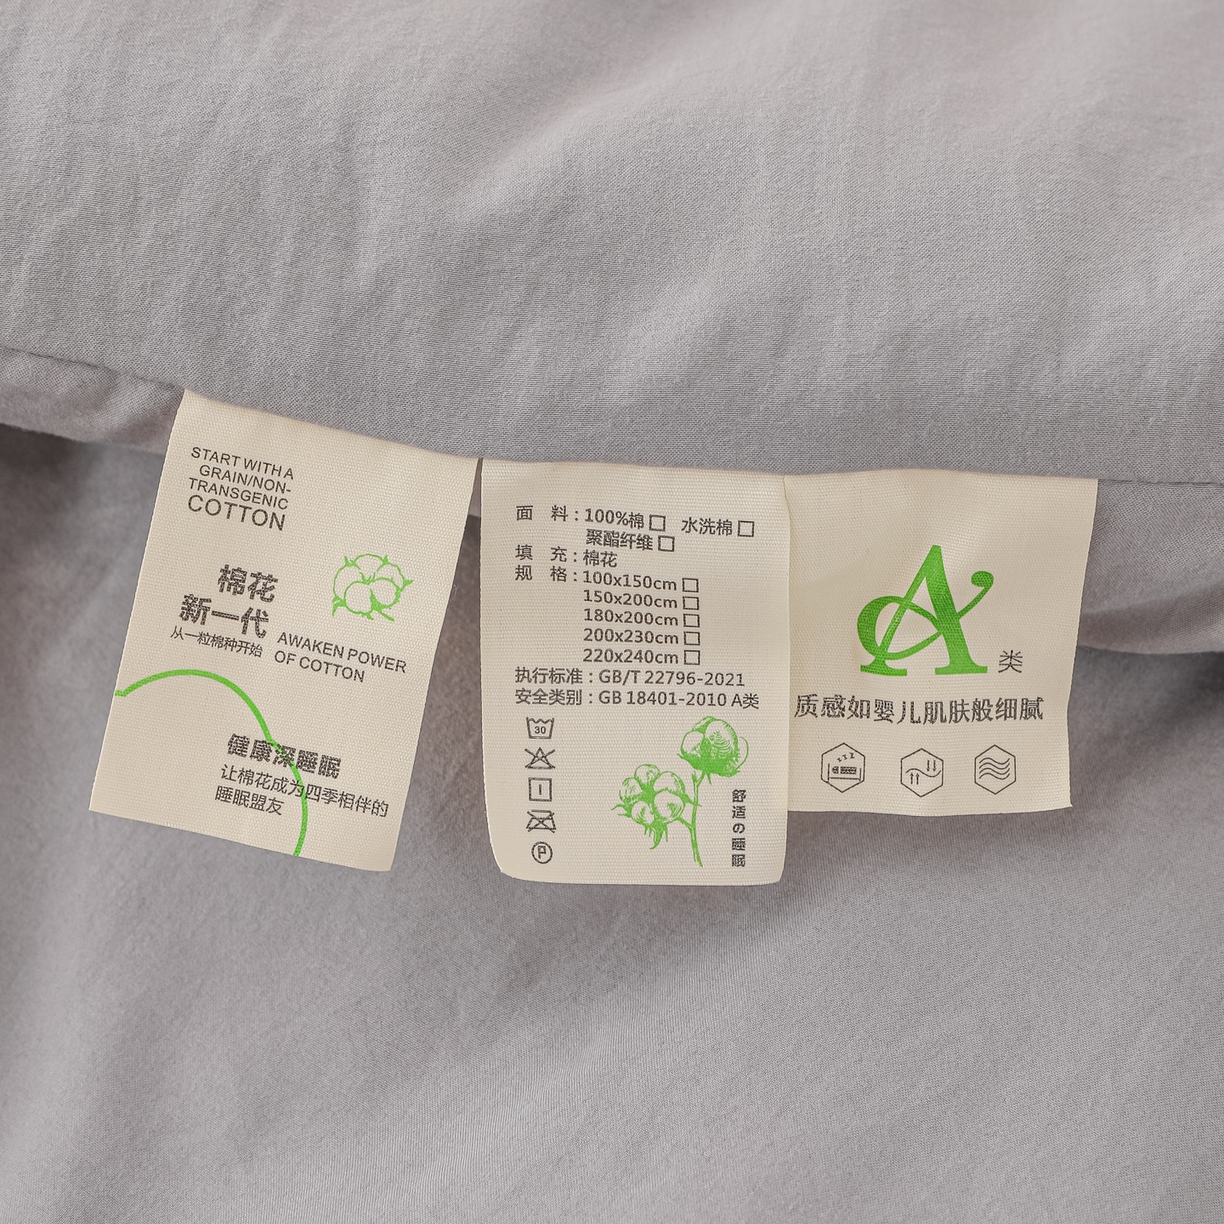 START WITH A
GRAIN/NON-
TRANSGENIC
COTTON
棉花
新一代
从一粒棉种开始
AWAKEN POWER
OF COTTON
健康深睡眠
让棉花成为四季相伴的
睡眠盟友
面 料：100%棉□ 水洗棉□
聚酯纤维□
填 充：棉花
规 格：100x150cm□
150x200cm□
180x200cm□
200x230cm□
220x240cm□
执行标准：GB/T 22796-2021
安全类别：GB 18401-2010 A类
30
P
舒适の睡眠
A类
质感如婴儿肌肤般细腻
zzz